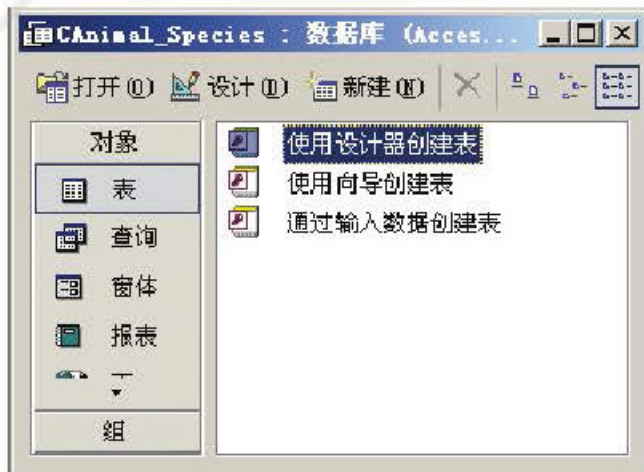 CAnimal_Species : 数据库 (Acces...
打开(O) 设计(D) 新建(N)
对象
表
查询
窗体
报表
组
使用设计器创建表
使用向导创建表
通过输入数据创建表